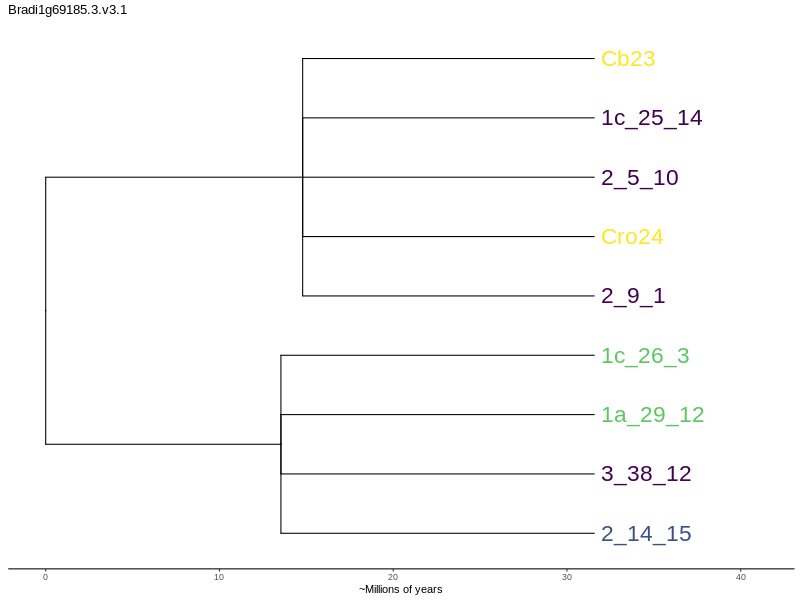 Bradi1g69185.3.v3.1
Cb23
1c_25_14
2_5_10
Cro24
2_9_1
1c_26_3
1a_29_12
3_38_12
2_14_15
0 10 20 30 40
~Millions of years